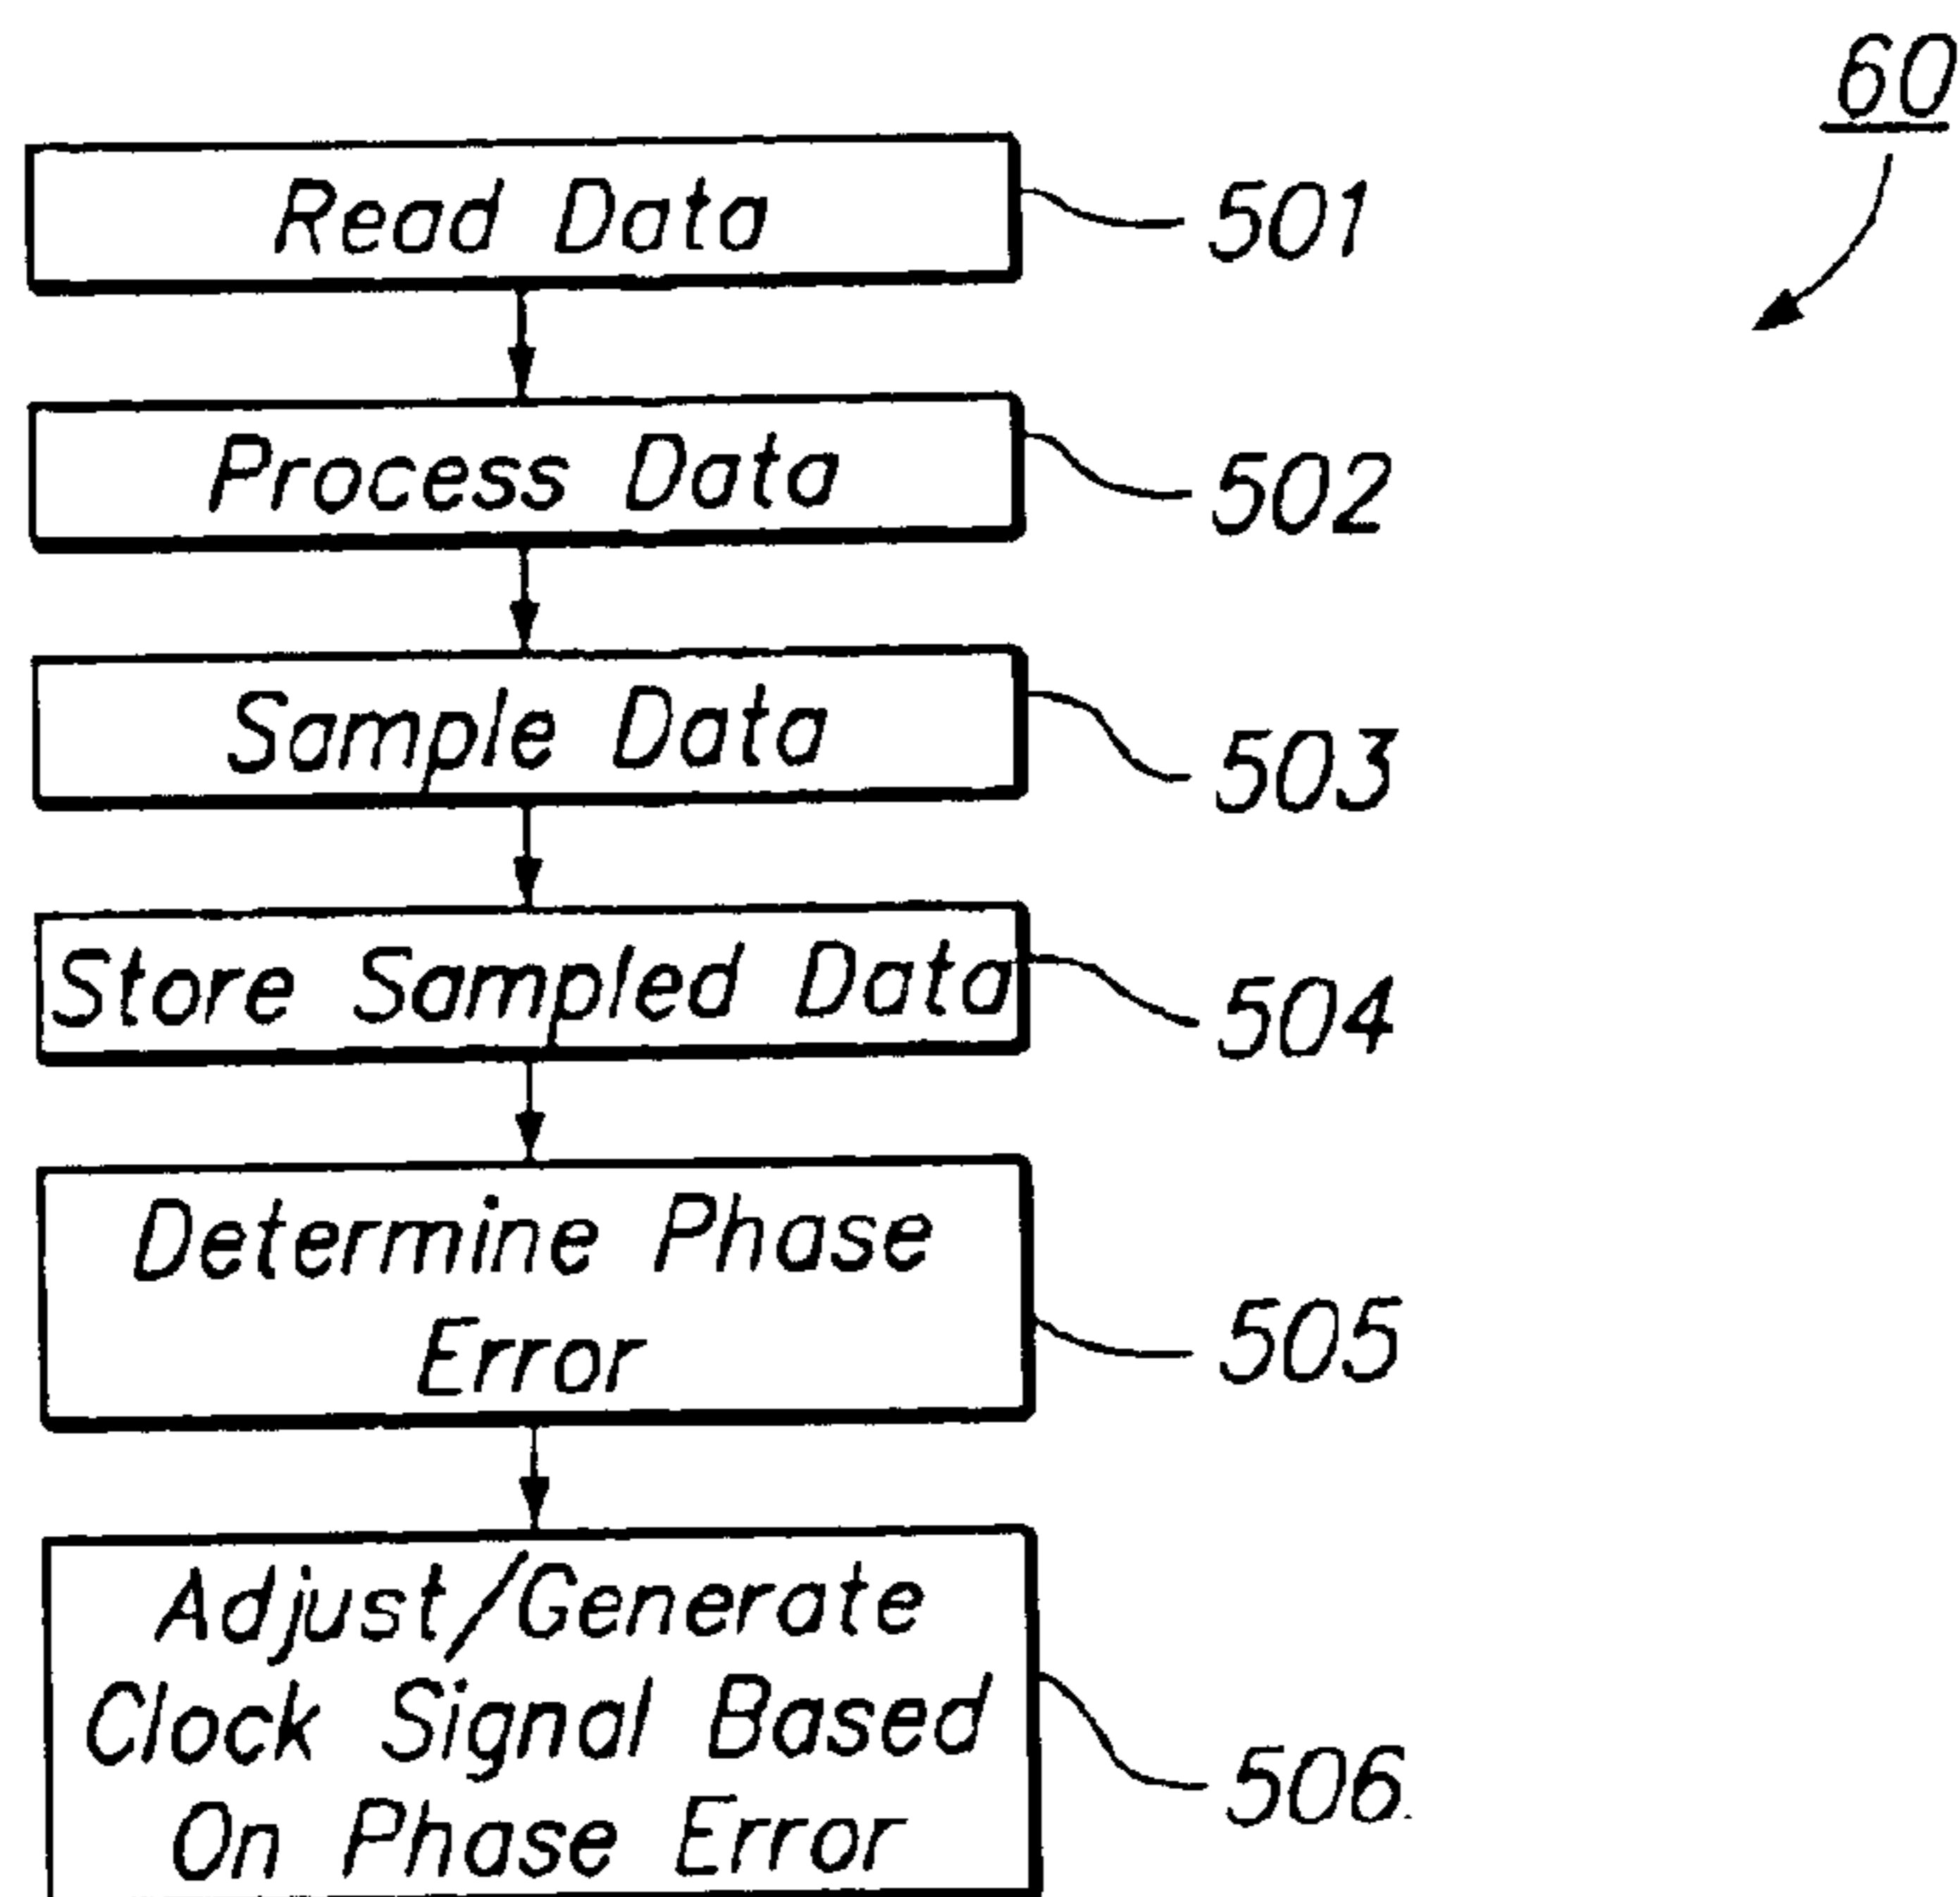 60
Read Data
501
Process Data
502
Sample Data
503
Store Sampled Data
504
Determine Phase
Error
505
Adjust/Generate
Clock Signal Based
On Phase Error
506